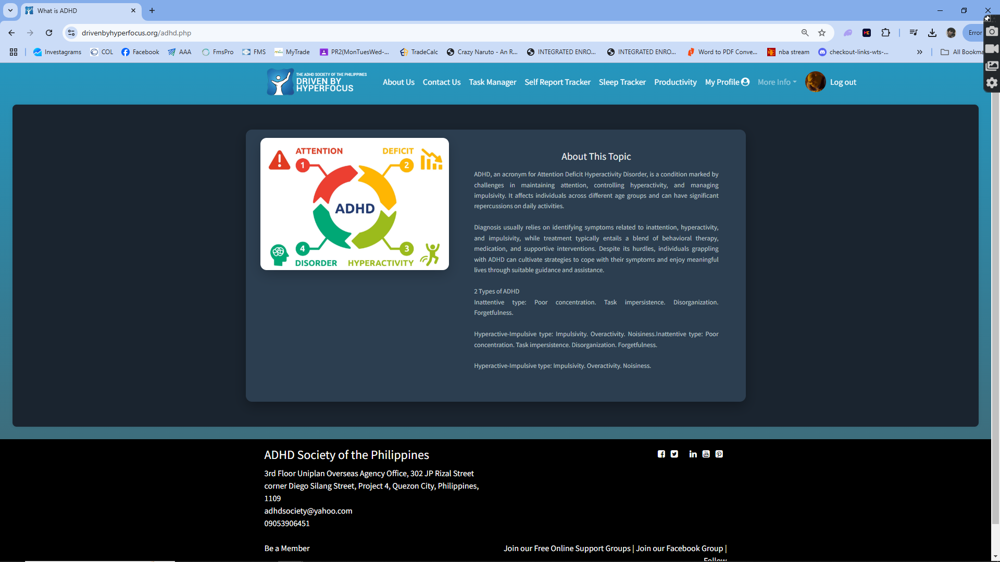 What is ADHD
drivenbyhyperfocus.org/adhd.php
Error
Investagrams COL Facebook AAA FmsPro FMS MyTrade PR2(MonTuesWed-... TradeCalc Crazy Naruto - An R... INTEGRATED ENRO... INTEGRATED ENRO... Word to PDF Conve... nba stream checkout-links-wts-... » All Bookma
THE ADHD SOCIETY OF THE PHILIPPINES
DRIVEN BY
HYPERFOCUS
About Us Contact Us Task Manager Self Report Tracker Sleep Tracker Productivity My Profile More Info Log out
ATTENTION DEFICIT
1 2
ADHD
4 3
DISORDER HYPERACTIVITY
About This Topic
ADHD, an acronym for Attention Deficit Hyperactivity Disorder, is a condition marked by
challenges in maintaining attention, controlling hyperactivity, and managing
impulsivity. It affects individuals across different age groups and can have significant
repercussions on daily activities.
Diagnosis usually relies on identifying symptoms related to inattention, hyperactivity,
and impulsivity, while treatment typically entails a blend of behavioral therapy,
medication, and supportive interventions. Despite its hurdles, individuals grappling
with ADHD can cultivate strategies to cope with their symptoms and enjoy meaningful
lives through suitable guidance and assistance.
2 Types of ADHD
Inattentive type: Poor concentration. Task impersistence. Disorganization.
Forgetfulness.
Hyperactive-Impulsive type: Impulsivity. Overactivity. Noisiness.Inattentive type: Poor
concentration. Task impersistence. Disorganization. Forgetfulness.
Hyperactive-Impulsive type: Impulsivity. Overactivity. Noisiness.
ADHD Society of the Philippines
3rd Floor Uniplan Overseas Agency Office, 302 JP Rizal Street
corner Diego Silang Street, Project 4, Quezon City, Philippines,
1109
adhdsociety@yahoo.com
09053906451
Be a Member
Join our Free Online Support Groups | Join our Facebook Group |
Follow